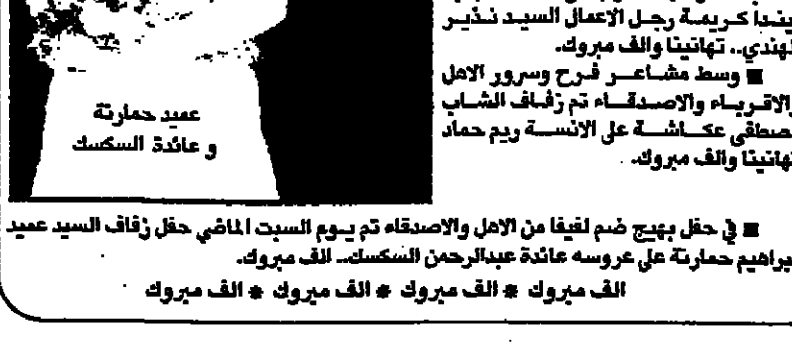 ليندا كريمة رجل الاعمال السيد نذير
الهندي.. تهانينا والف مبروك.
■ وسط مشاعر فرح وسرور الاهل
والاقرباء والاصدقاء تم زفاف الشاب
مصطفى عكاشة على الانسة ريم حماد
تهانينا والف مبروك.
عميد حمارنة
و عائدة السكسك
■ في حفل بهيج ضم لفيفا من الاهل والاصدقاء تم يوم السبت الماضي حفل زفاف السيد عميد
ابراهيم حمارنة على عروسه عائدة عبدالرحمن السكسك.. الف مبروك.
الف مبروك * الف مبروك * الف مبروك * الف مبروك